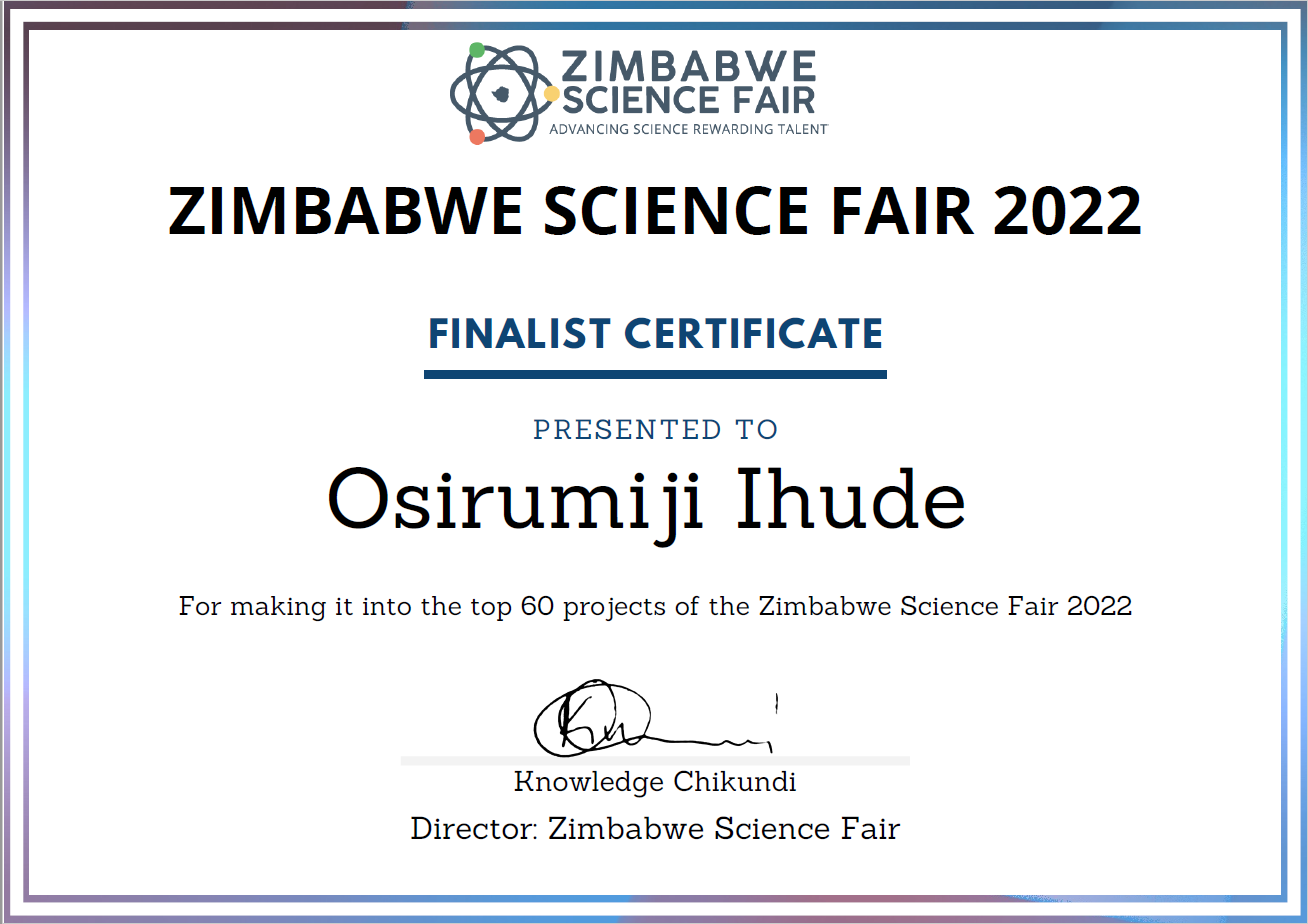 ZIMBABWE
SCIENCE FAIR
ADVANCING SCIENCE REWARDING TALENT
ZIMBABWE SCIENCE FAIR 2022
FINALIST CERTIFICATE
PRESENTED TO
Osirumiji Ihude
For making it into the top 60 projects of the Zimbabwe Science Fair 2022
Knowledge Chikundi
Director: Zimbabwe Science Fair